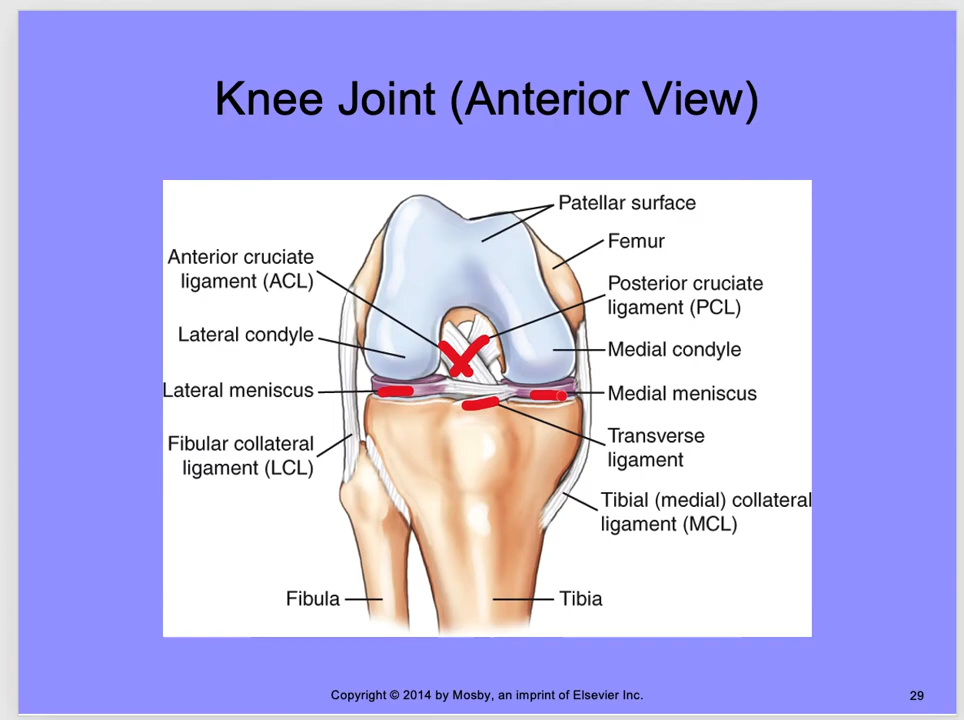 Knee Joint (Anterior View)
Patellar surface
Femur
Anterior cruciate
ligament (ACL)
Posterior cruciate
ligament (PCL)
Lateral condyle
Medial condyle
Lateral meniscus
Medial meniscus
Fibular collateral
ligament (LCL)
Transverse
ligament
Tibial (medial) collateral
ligament (MCL)
Fibula
Tibia
Copyright © 2014 by Mosby, an imprint of Elsevier Inc.
29